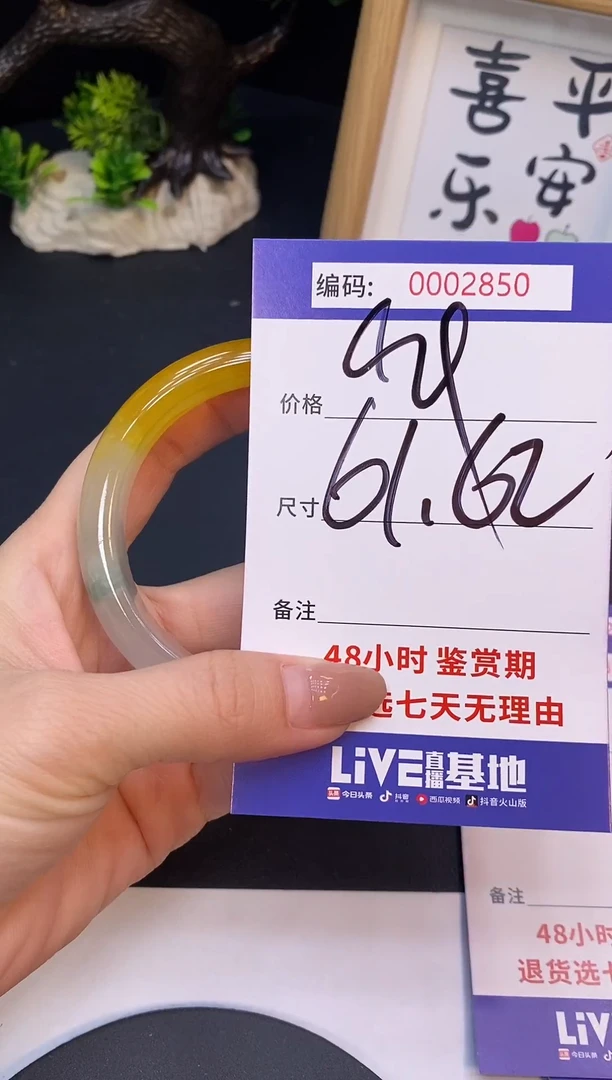 喜 平
乐 安
编码: 0002850
价格
尺寸 61.62
备注
48小时 鉴赏期
选七天无理由
LiVE直播基地
今日头条 抖音 西瓜视频 抖音火山版
备注
48小时
退货选
LiV